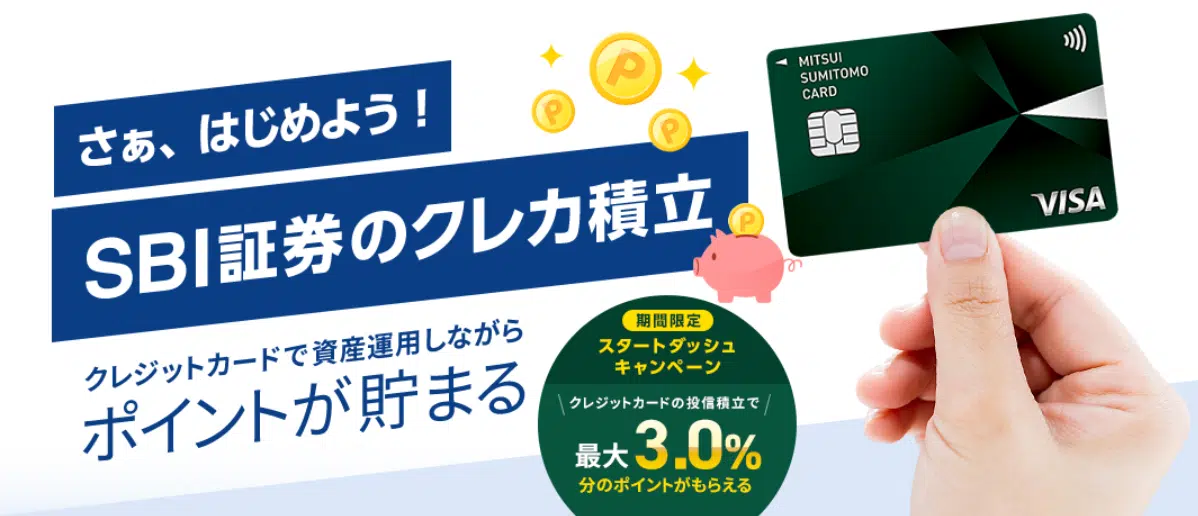 さぁ、はじめよう！
SBI証券のクレカ積立
クレジットカードで資産運用しながら
ポイントが貯まる
期間限定
スタートダッシュ
キャンペーン
クレジットカードの投信積立で
最大3.0%
分のポイントがもらえる
MITSUI
SUMITOMO
CARD
VISA
P
P
P
P